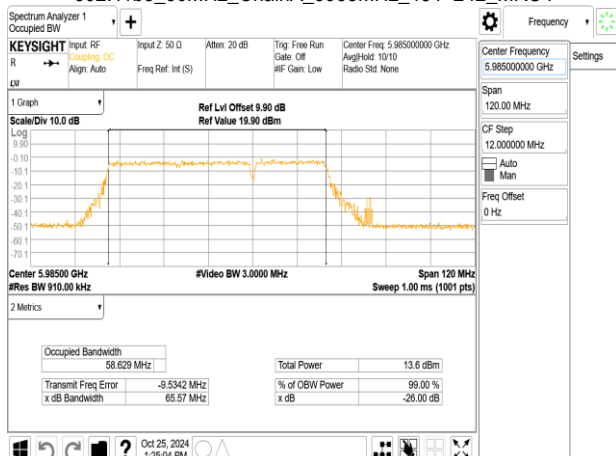 Spectrum Analyzer 1
Occupied BW
Frequency
KEYSIGHT
Input: RF
Coupling: DC
Align: Auto
Input Z: 50 Ω
Freq Ref: Int (S)
Atten: 20 dB
Trig: Free Run
Gate: Off
#IF Gain: Low
Center Freq: 5.985000000 GHz
Avg|Hold: 10/10
Radio Std: None
R
LXI
Center Frequency
5.985000000 GHz
Settings
Span
120.00 MHz
CF Step
12.000000 MHz
Auto
Man
Freq Offset
0 Hz
1 Graph
Scale/Div 10.0 dB
Ref Lvl Offset 9.90 dB
Ref Value 19.90 dBm
Log
9.90
-0.10
-10.1
-20.1
-30.1
-40.1
-50.1
-60.1
-70.1
Center 5.98500 GHz
#Video BW 3.0000 MHz
Span 120 MHz
#Res BW 910.00 kHz
Sweep 1.00 ms (1001 pts)
2 Metrics
Occupied Bandwidth
58.629 MHz
Total Power 13.6 dBm
Transmit Freq Error -9.5342 MHz
% of OBW Power 99.00 %
x dB Bandwidth 65.57 MHz
x dB -26.00 dB
?
Oct 25, 2024
1:25:04 PM